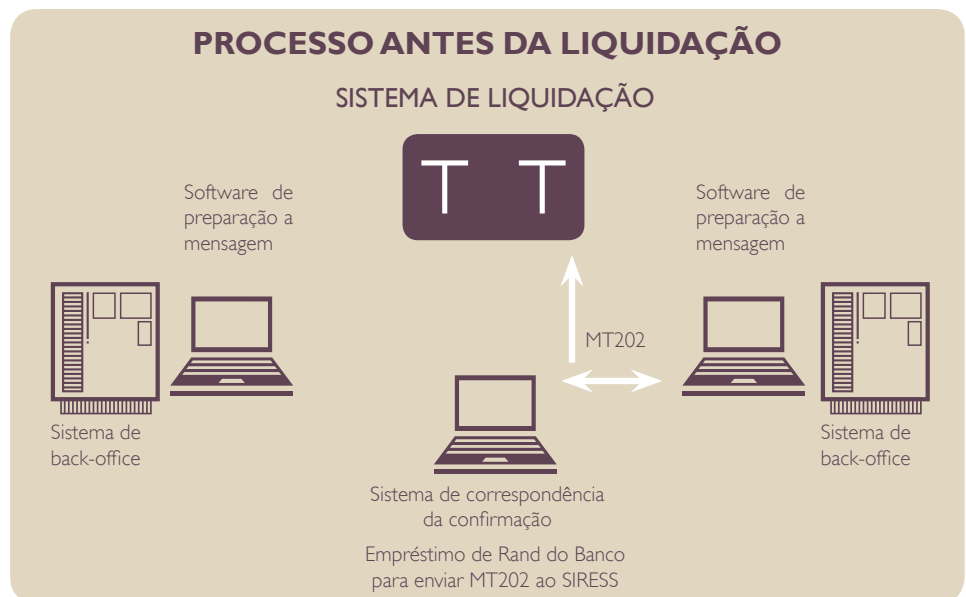 PROCESSO ANTES DA LIQUIDAÇÃO
SISTEMA DE LIQUIDAÇÃO
T T
Software de
preparação a
mensagem
Software de
preparação a
mensagem
MT202
Sistema de
back-office
Sistema de
back-office
Sistema de correspondência
da confirmação
Empréstimo de Rand do Banco
para enviar MT202 ao SIRESS